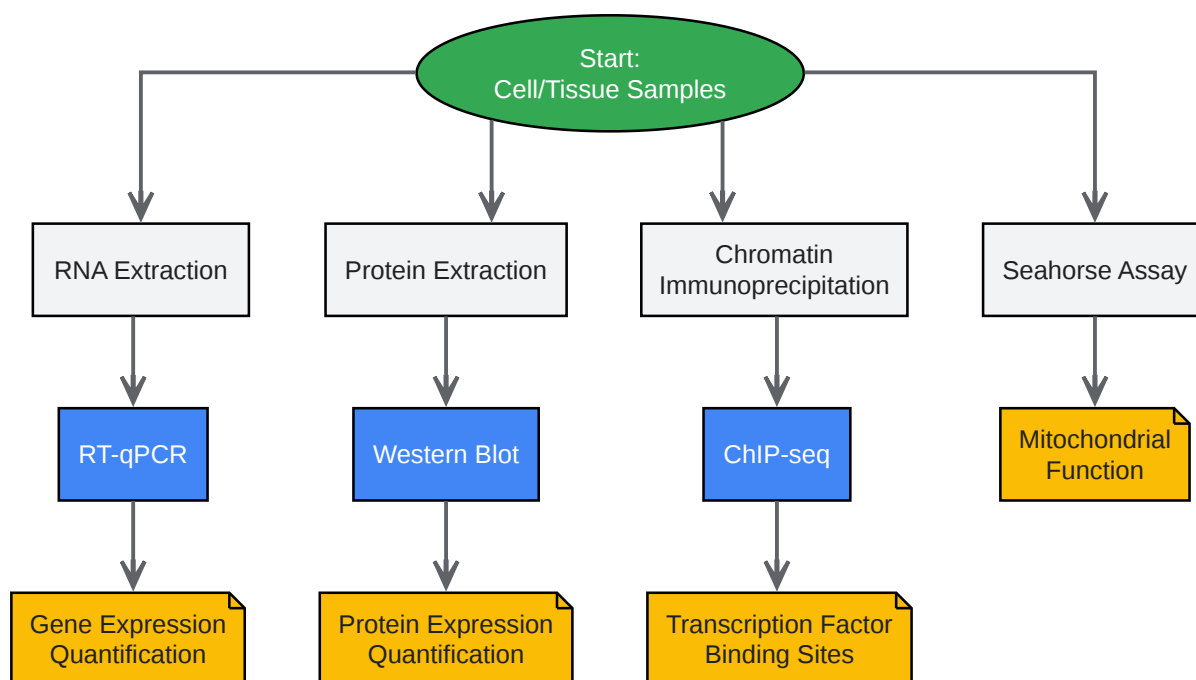 Start:
Cell/Tissue Samples
RNA Extraction
Protein Extraction
Chromatin
Immunoprecipitation
Seahorse Assay
RT-qPCR
Western Blot
ChIP-seq
Mitochondrial
Function
Gene Expression
Quantification
Protein Expression
Quantification
Transcription Factor
Binding Sites